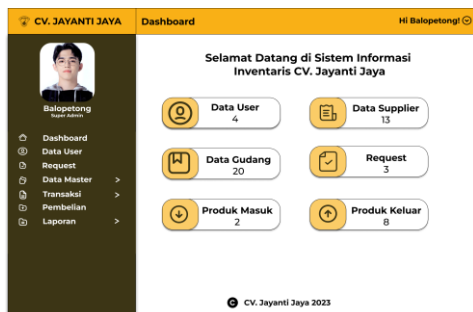 CV. JAYANTI JAYA
Dashboard
Hi Balopetong!
Balopetong
Super Admin
Dashboard
Data User
Request
Data Master >
Transaksi >
Pembelian
Laporan >
Selamat Datang di Sistem Informasi
Inventaris CV. Jayanti Jaya
Data User
4
Data Supplier
13
Data Gudang
20
Request
3
Produk Masuk
2
Produk Keluar
8
C CV. Jayanti Jaya 2023